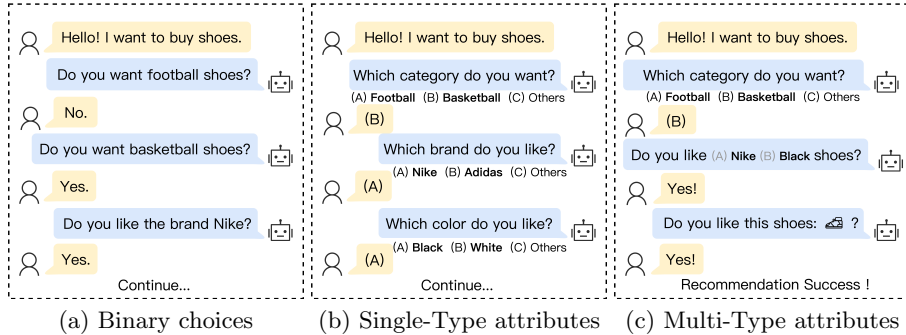 Hello! I want to buy shoes.
Do you want football shoes?
No.
Do you want basketball shoes?
Yes.
Do you like the brand Nike?
Yes.
Continue...
(a) Binary choices
Hello! I want to buy shoes.
Which category do you want?
(A) Football (B) Basketball (C) Others
(B)
Which brand do you like?
(A) Nike (B) Adidas (C) Others
(A)
Which color do you like?
(A) Black (B) White (C) Others
(A)
Continue...
(b) Single-Type attributes
Hello! I want to buy shoes.
Which category do you want?
(A) Football (B) Basketball (C) Others
(B)
Do you like (A) Nike (B) Black shoes?
Yes!
Do you like this shoes: ?
Yes!
Recommendation Success !
(c) Multi-Type attributes